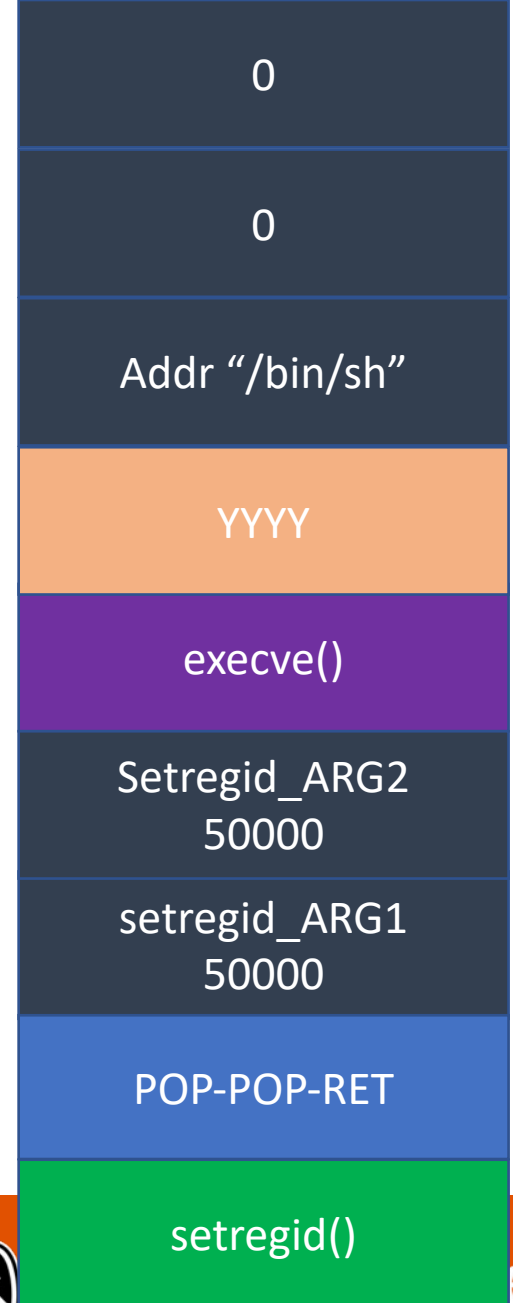 0
0
Addr “/bin/sh”
YYYY
execve()
Setregid_ARG2
50000
setregid_ARG1
50000
POP-POP-RET
setregid()